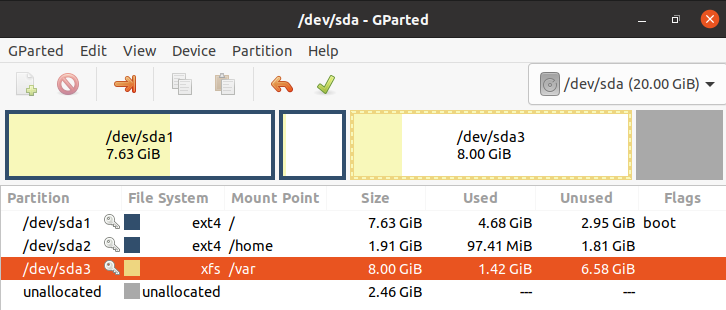 /dev/sda - GParted
GParted Edit View Device Partition Help
/dev/sda (20.00 GiB)
/dev/sda1
7.63 GiB
/dev/sda3
8.00 GiB
Partition File System Mount Point Size Used Unused Flags
/dev/sda1 ext4 / 7.63 GiB 4.68 GiB 2.95 GiB boot
/dev/sda2 ext4 /home 1.91 GiB 97.41 MiB 1.81 GiB
/dev/sda3 xfs /var 8.00 GiB 1.42 GiB 6.58 GiB
unallocated unallocated 2.46 GiB --- ---